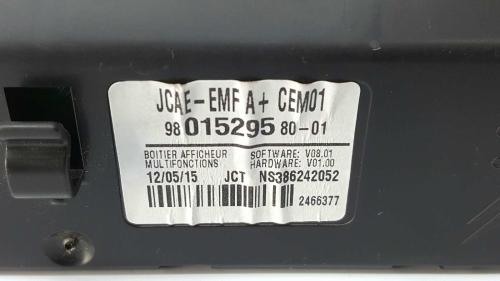 JCAE-EMF A+ CEM01
98 015295 80-01
BOITIER AFFICHEUR SOFTWARE: V08.01
MULTIFONCTIONS HARDWARE: V01.00
12/05/15 JCT NS386242052
2466377